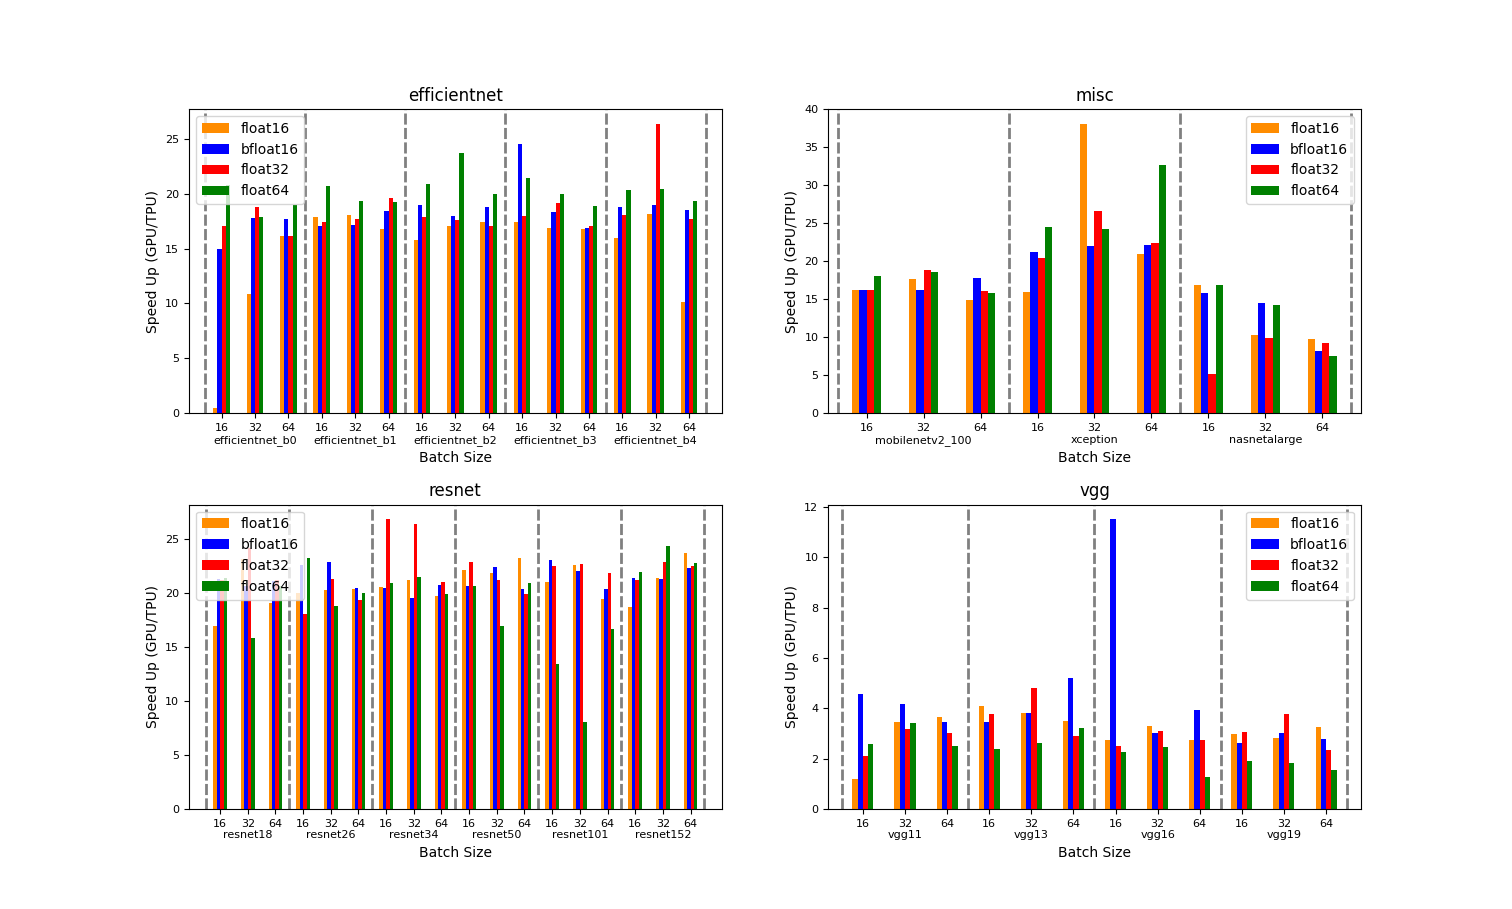 efficientnet
Speed Up (GPU/TPU)
25
20
15
10
5
0
float16
bfloat16
float32
float64
16 32 64 16 32 64 16 32 64 16 32 64 16 32 64
efficientnet_b0 efficientnet_b1 efficientnet_b2 efficientnet_b3 efficientnet_b4
Batch Size
misc
Speed Up (GPU/TPU)
40
35
30
25
20
15
10
5
0
float16
bfloat16
float32
float64
16 32 64 16 32 64 16 32 64
mobilenetv2_100 xception nasnetalarge
Batch Size
resnet
Speed Up (GPU/TPU)
25
20
15
10
5
0
float16
bfloat16
float32
float64
16 32 64 16 32 64 16 32 64 16 32 64 16 32 64 16 32 64
resnet18 resnet26 resnet34 resnet50 resnet101 resnet152
Batch Size
vgg
Speed Up (GPU/TPU)
12
10
8
6
4
2
0
float16
bfloat16
float32
float64
16 32 64 16 32 64 16 32 64 16 32 64
vgg11 vgg13 vgg16 vgg19
Batch Size